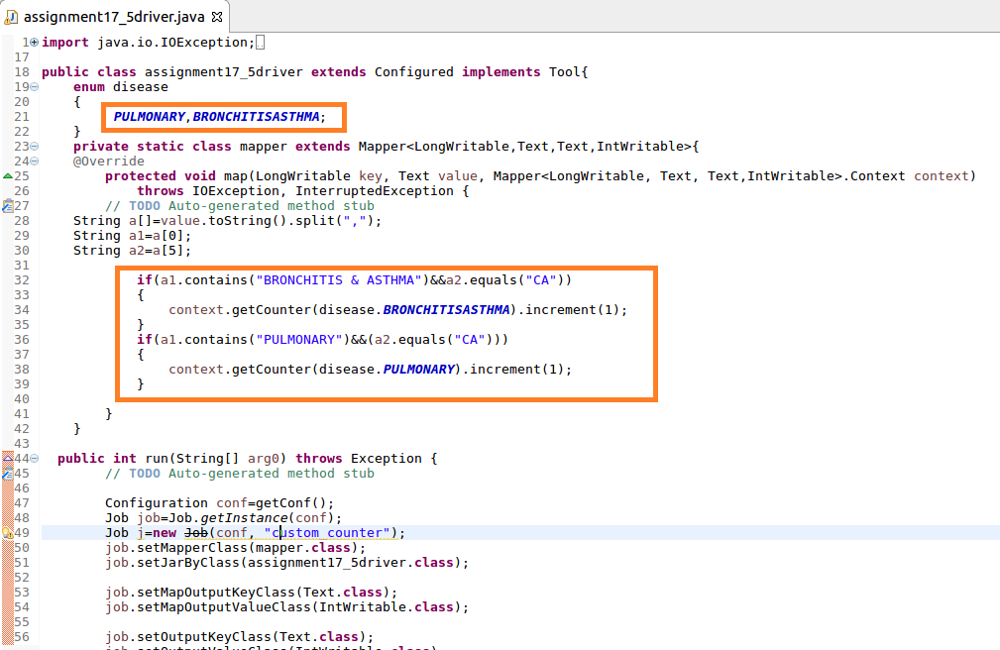 assignment17_5driver.java
1 import java.io.IOException;
17
18 public class assignment17_5driver extends Configured implements Tool{
19 enum disease
20 {
21 PULMONARY,BRONCHITISASTHMA;
22 }
23 private static class mapper extends Mapper<LongWritable,Text,Text,IntWritable>{
24 @Override
25 protected void map(LongWritable key, Text value, Mapper<LongWritable, Text, Text,IntWritable>.Context context)
26 throws IOException, InterruptedException {
27 // TODO Auto-generated method stub
28 String a[]=value.toString().split(",");
29 String a1=a[0];
30 String a2=a[5];
31
32 if(a1.contains("BRONCHITIS & ASTHMA")&&a2.equals("CA"))
33 {
34 context.getCounter(disease.BRONCHITISASTHMA).increment(1);
35 }
36 if(a1.contains("PULMONARY")&&(a2.equals("CA")))
37 {
38 context.getCounter(disease.PULMONARY).increment(1);
39 }
40
41 }
42 }
43
44 public int run(String[] arg0) throws Exception {
45 // TODO Auto-generated method stub
46
47 Configuration conf=getConf();
48 Job job=Job.getInstance(conf);
49 Job j=new Job(conf, "custom_counter");
50 job.setMapperClass(mapper.class);
51 job.setJarByClass(assignment17_5driver.class);
52
53 job.setMapOutputKeyClass(Text.class);
54 job.setMapOutputValueClass(IntWritable.class);
55
56 job.setOutputKeyClass(Text.class);